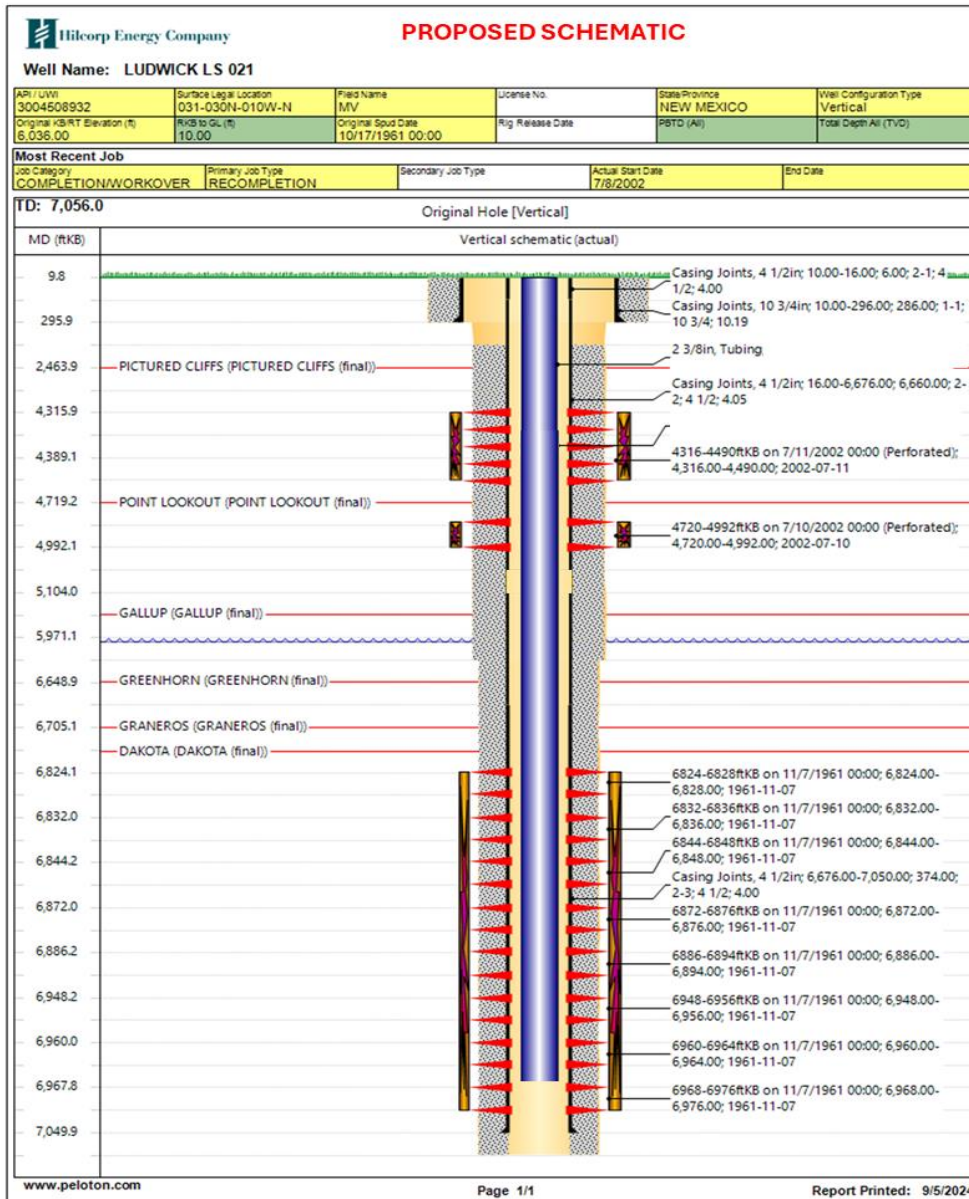 Hilcorp Energy Company
PROPOSED SCHEMATIC
Well Name: LUDWICK LS 021
API / UWI
3004508932
Surface Legal Location
031-030N-010W-N
Field Name
MV
License No.
State/Province
NEW MEXICO
Well Configuration Type
Vertical
Original KB/RT Elevation (ft)
6,036.00
RKB to GL (ft)
10.00
Original Spud Date
10/17/1961 00:00
Rig Release Date
PBTD (All)
Total Depth All (TVD)
Most Recent Job
Job Category
COMPLETION/WORKOVER
Primary Job Type
RECOMPLETION
Secondary Job Type
Actual Start Date
7/8/2002
End Date
TD: 7,056.0
Original Hole [Vertical]
MD (ftKB)
Vertical schematic (actual)
9.8
Casing Joints, 4 1/2in; 10.00-16.00; 6.00; 2-1; 4
1/2; 4.00
Casing Joints, 10 3/4in; 10.00-296.00; 286.00; 1-1;
10 3/4; 10.19
295.9
2 3/8in, Tubing
2,463.9
PICTURED CLIFFS (PICTURED CLIFFS (final))
Casing Joints, 4 1/2in; 16.00-6,676.00; 6,660.00; 2-
2; 4 1/2; 4.05
4,315.9
4316-4490ftKB on 7/11/2002 00:00 (Perforated);
4,316.00-4,490.00; 2002-07-11
4,389.1
4,719.2
POINT LOOKOUT (POINT LOOKOUT (final))
4720-4992ftKB on 7/10/2002 00:00 (Perforated);
4,720.00-4,992.00; 2002-07-10
4,992.1
5,104.0
GALLUP (GALLUP (final))
5,971.1
6,648.9
GREENHORN (GREENHORN (final))
6,705.1
GRANEROS (GRANEROS (final))
DAKOTA (DAKOTA (final))
6,824.1
6824-6828ftKB on 11/7/1961 00:00; 6,824.00-
6,828.00; 1961-11-07
6,832.0
6832-6836ftKB on 11/7/1961 00:00; 6,832.00-
6,836.00; 1961-11-07
6,844.2
6844-6848ftKB on 11/7/1961 00:00; 6,844.00-
6,848.00; 1961-11-07
Casing Joints, 4 1/2in; 6,676.00-7,050.00; 374.00;
2-3; 4 1/2; 4.00
6,872.0
6872-6876ftKB on 11/7/1961 00:00; 6,872.00-
6,876.00; 1961-11-07
6,886.2
6886-6894ftKB on 11/7/1961 00:00; 6,886.00-
6,894.00; 1961-11-07
6,948.2
6948-6956ftKB on 11/7/1961 00:00; 6,948.00-
6,956.00; 1961-11-07
6,960.0
6960-6964ftKB on 11/7/1961 00:00; 6,960.00-
6,964.00; 1961-11-07
6,967.8
6968-6976ftKB on 11/7/1961 00:00; 6,968.00-
6,976.00; 1961-11-07
7,049.9
www.peloton.com
Page 1/1
Report Printed: 9/5/2024